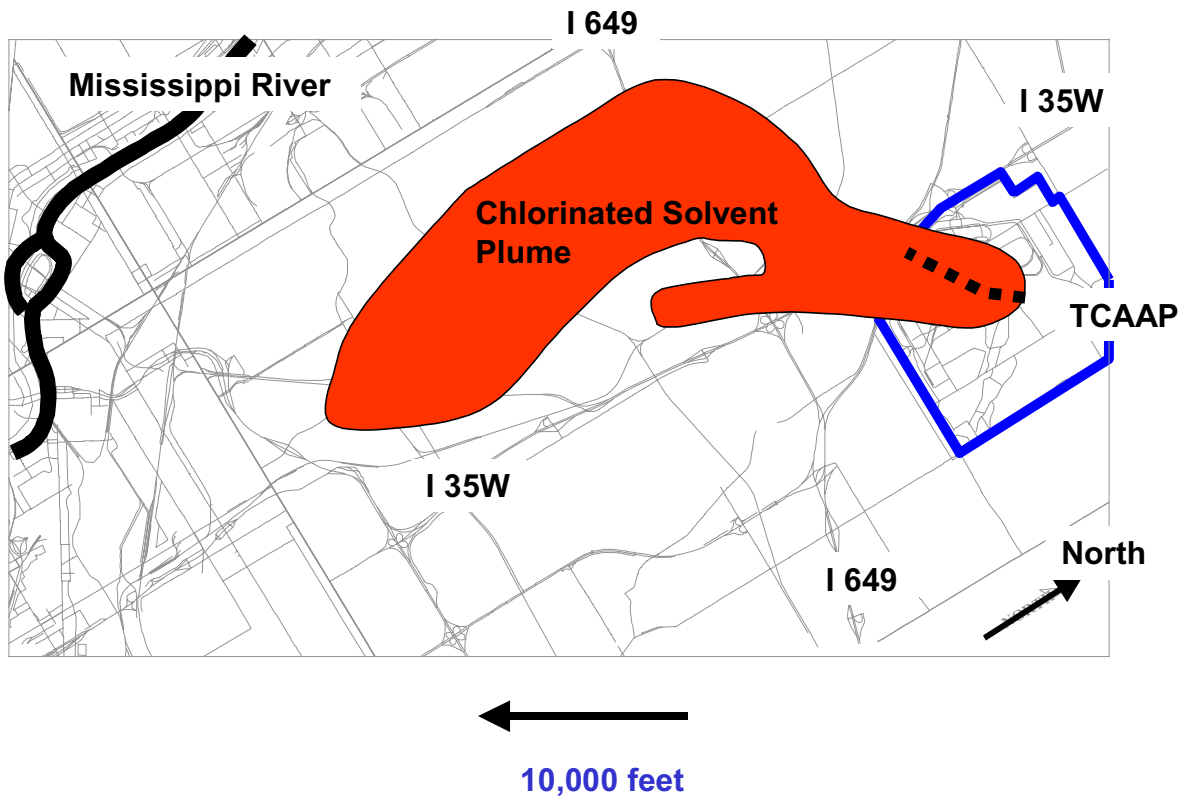 I 649
Mississippi River
I 35W
Chlorinated Solvent
Plume
TCAAP
I 35W
North
I 649
10,000 feet